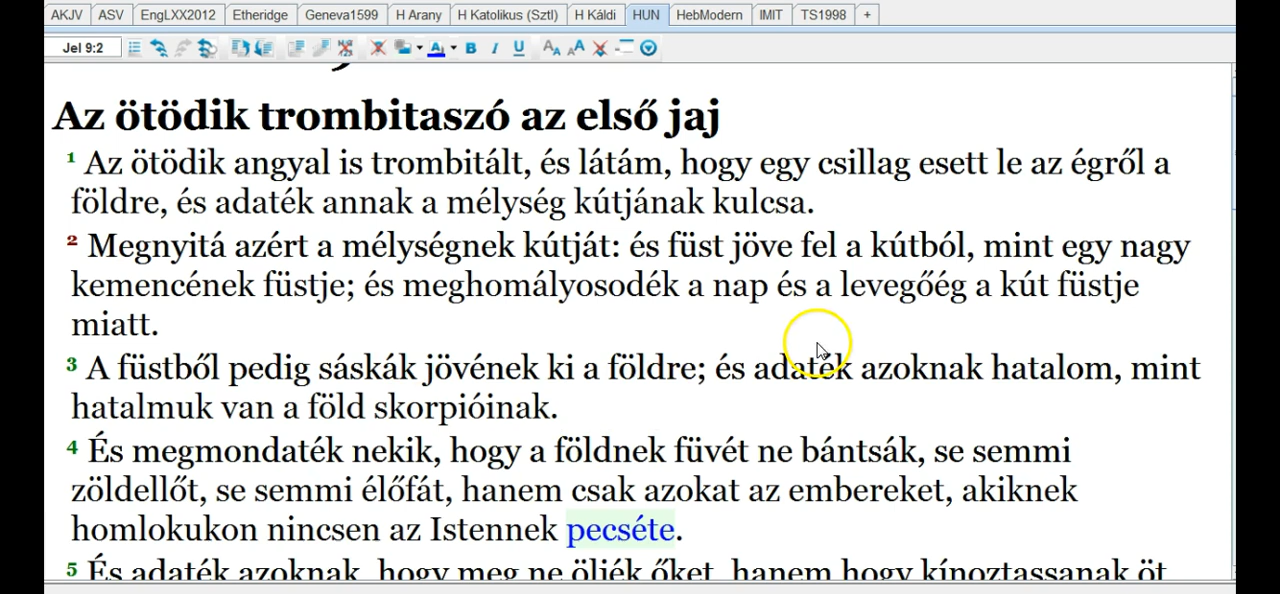 AKJV ASV EngLXX2012 Etheridge Geneva1599 H Arany H Katolikus (Sztl) H Káldi HUN HebModern IMIT TS1998 +
Jel 9:2
Az ötödik trombitaszó az első jaj
1 Az ötödik angyal is trombitált, és látám, hogy egy csillag esett le az égről a
földre, és adaték annak a mélység kútjának kulcsa.
2 Megnyitá azért a mélységnek kútját: és füst jöve fel a kútból, mint egy nagy
kemencének füstje; és meghomályosodék a nap és a levegőég a kút füstje
miatt.
3 A füstből pedig sáskák jövének ki a földre; és adaték azoknak hatalom, mint
hatalmuk van a föld skorpióinak.
4 És megmondaték nekik, hogy a földnek füvét ne bántsák, se semmi
zöldellőt, se semmi élőfát, hanem csak azokat az embereket, akiknek
homlokukon nincsen az Istennek pecséte.
5 És adaték azoknak, hogy meg ne öljék őket, hanem hogy kínoztassanak öt